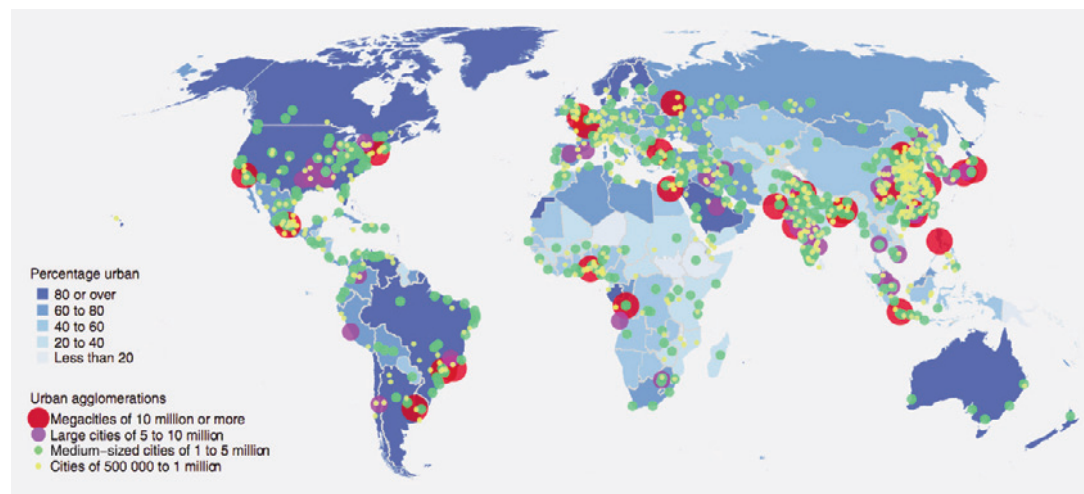 Percentage urban
80 or over
60 to 80
40 to 60
20 to 40
Less than 20
Urban agglomerations
Megacities of 10 million or more
Large cities of 5 to 10 million
Medium-sized cities of 1 to 5 million
Cities of 500 000 to 1 million